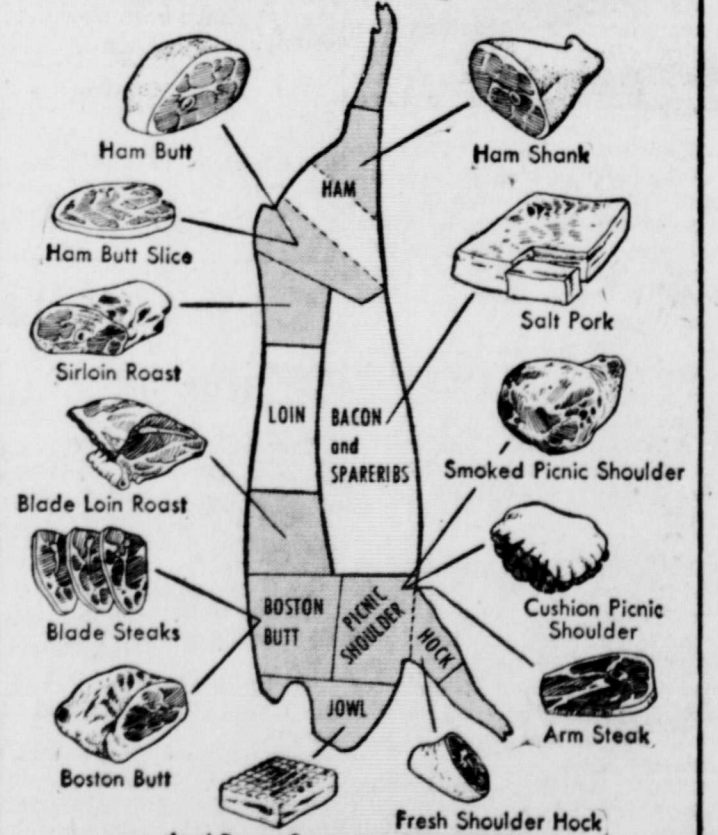 Ham Butt
Ham Shank
HAM
Ham Butt Slice
Salt Pork
Sirloin Roast
LOIN
BACON
and
SPARERIBS
Smoked Picnic Shoulder
Blade Loin Roast
Cushion Picnic
Shoulder
BOSTON
BUTT
PICNIC
SHOULDER
HOCK
Blade Steaks
JOWL
Arm Steak
Boston Butt
Fresh Shoulder Hock